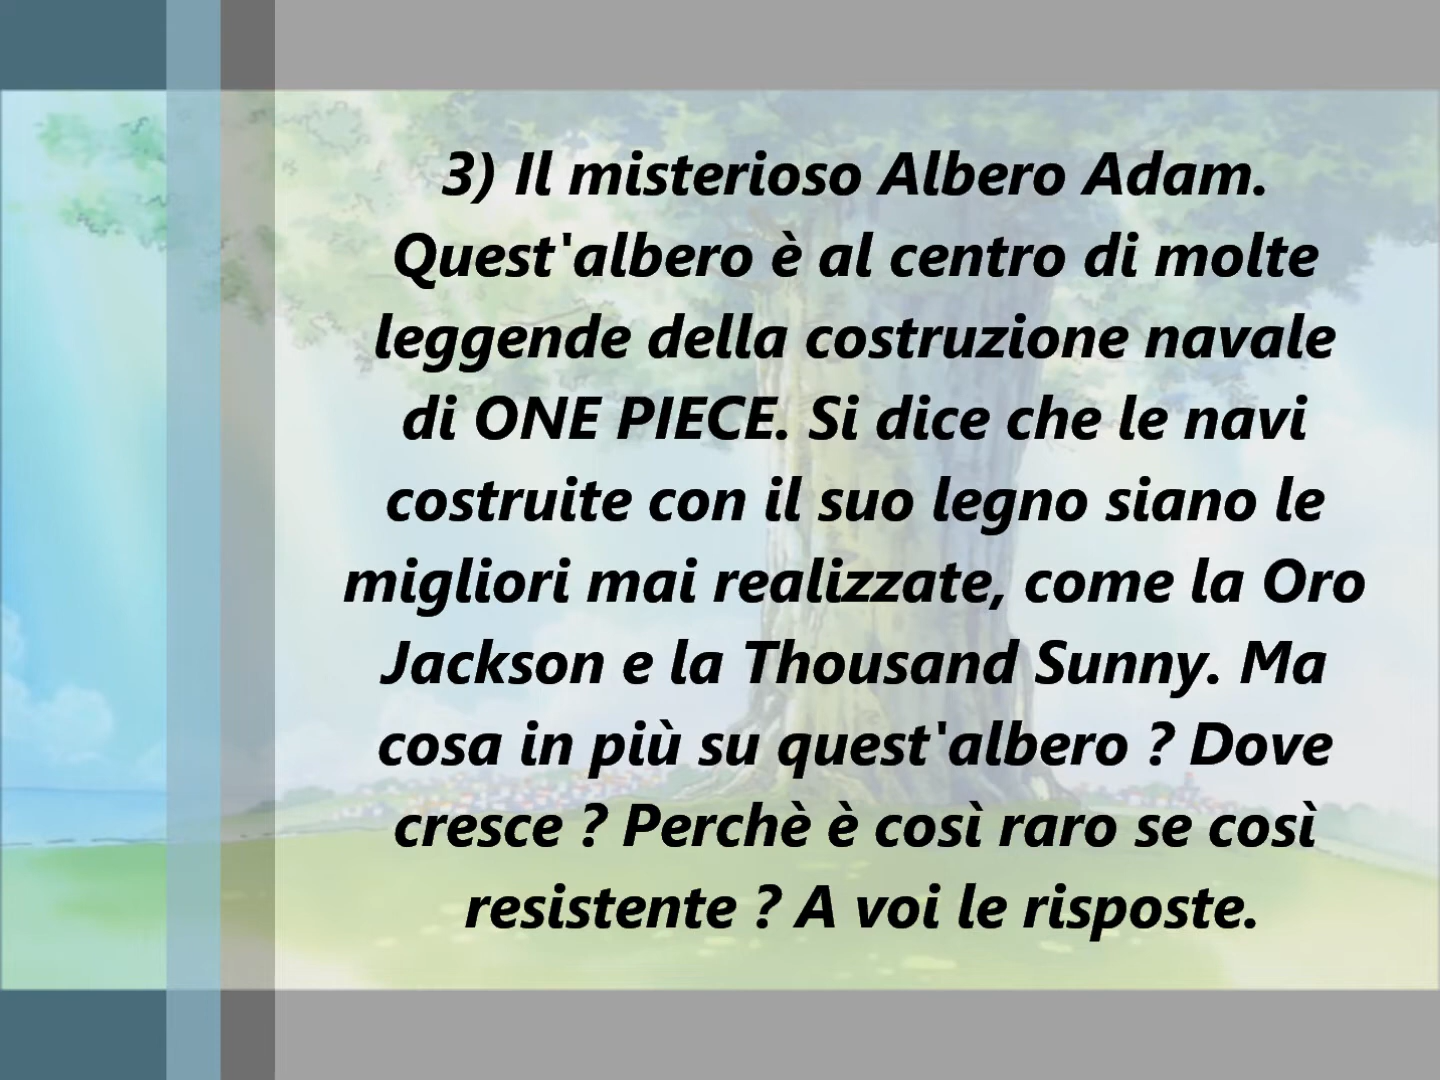 3) Il misterioso Albero Adam.
Quest'albero è al centro di molte
leggende della costruzione navale
di ONE PIECE. Si dice che le navi
costruite con il suo legno siano le
migliori mai realizzate, come la Oro
Jackson e la Thousand Sunny. Ma
cosa in più su quest'albero ? Dove
cresce ? Perchè è così raro se così
resistente ? A voi le risposte.